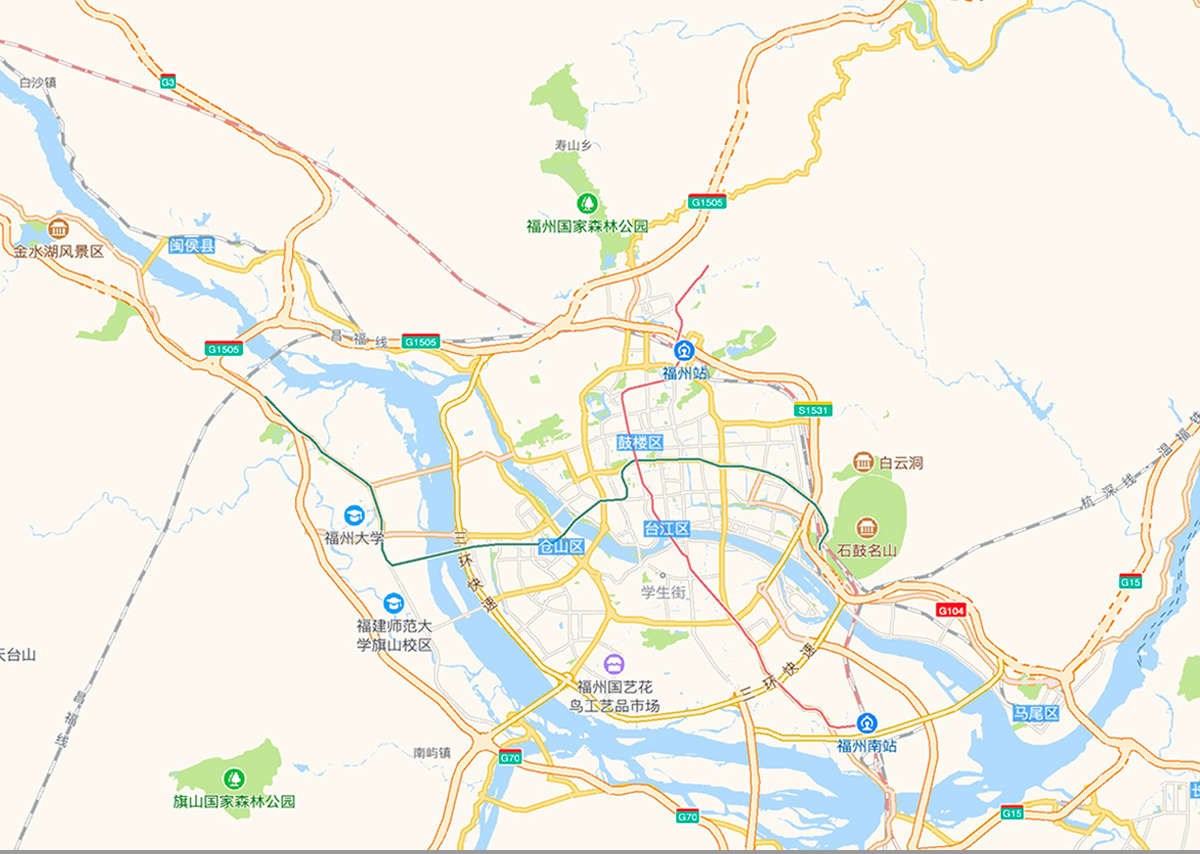 G3
白沙镇
寿山乡
G1505
福州国家森林公园
金水湖风景区
闽侯县
昌福线
G1505
G1505
福州站
S1531
鼓楼区
白云洞
杭深线
温福铁
福州大学
台江区
石鼓名山
仓山区
三环快速
学生街
G15
G104
福建师范大
学旗山校区
天台山
福州国艺花
鸟工艺品市场
三环快速
昌福线
马尾区
福州南站
南屿镇
G70
旗山国家森林公园
G70
G15
长